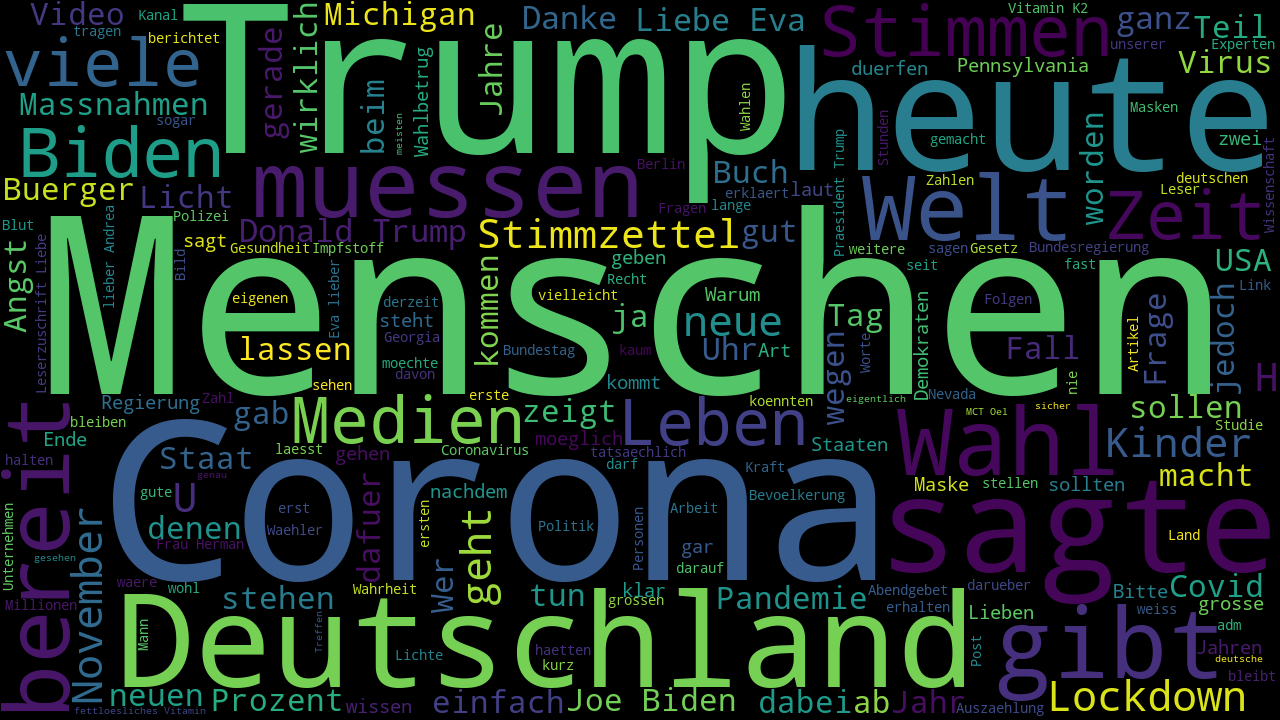 Video
Kanal
tragen
berichtet
Trump
gerade
wirklich
Michigan
beim
meisten
Wahlbetrug
Jahre
Danke
Liebe Eva
Stimmen
Vitamin K2
ganz
unserer
Teil
Experten
Virus
viele
Massnahmen
sogar
Biden
Wahlen
heute
duerfen
Pennsylvania
Masken
gemacht
Stunden
zwei
Wissenschaft
Buerger
Licht
muessen
Berlin
Fragen
Buch
erklaert
laut
lange
Praesident Trump
Welt
Zahlen
worden
Zeit
deutschen
Leser
Blut
Angst
Leserzuschrift Liebe
lieber Andrea
Polizei
sagt
Bild
Donald Trump
Gesundheit
Impfstoff
Stimmzettel
gut
geben
Recht
weitere
sagen
Gesetz
Bundesregierung
seit
fast
USA
Link
Menschen
eigenen
Eva lieber
derzeit
steht
Georgia
moechte
davon
kommen
vielleicht
Bundestag
ja
Warum
neue
kaum
Uhr
Art
Tag
wegen
Worte
Demokraten
Folgen
Fall
nie
Artikel
Frage
jedoch
H
lassen
sehen
erste
kommt
koennten
eigentlich
Nevada
MCT Oel
sicher
sollen
Studie
Regierung
Zahl
bleiben
Ende
halten
bereit
gab
Medien
zeigt
moeglich
tatsaechlich
Leben
Staaten
Wahl
Kinder
Staat
genau
laesst
gehen
Coronavirus
darf
Kraft
Bevoelkerung
Maske
stellen
sollten
macht
Corona
gute
U
denen
erst
Waehler
Frau Herman
dafuer
nachdem
ersten
geht
Politik
Personen
Arbeit
gar
darauf
sagte
Land
Unternehmen
gesehen
November
Millionen
waere
wohl
stehen
Wahrheit
Wer
tun
klar
grossen
Pandemie
Abendgebet
erhalten
darueber
Lieben
Bitte
weiss
Covid
grosse
adm
Jahren
deutsche
bleibt
Deutschland
Mann
Treffen
Lichte
haetten
kurz
Post
gibt
neuen
fettloesliches Vitamin
Prozent
wissen
einfach
Joe Biden
dabei
ab
Jahr
Auszaehlung
Lockdown